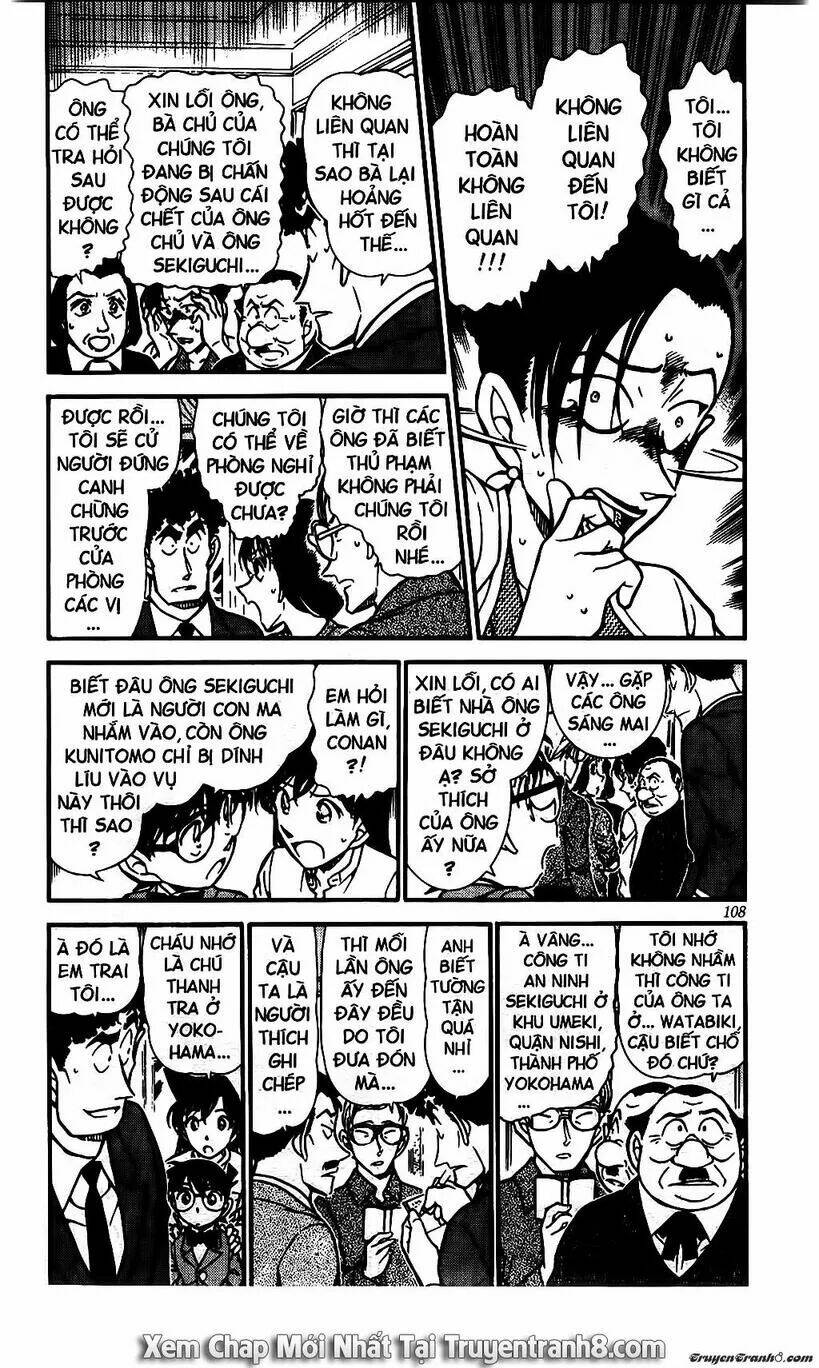 TÔI...
TÔI
KHÔNG
BIẾT
GÌ CẢ
...
KHÔNG
LIÊN
QUAN
ĐẾN
TÔI!
HOÀN
TOÀN
KHÔNG
LIÊN
QUAN
!!!
KHÔNG
LIÊN QUAN
THÌ TẠI
SAO BÀ LẠI
HOẢNG
HỐT ĐẾN
THẾ...
XIN LỖI ÔNG,
BÀ CHỦ CỦA
CHÚNG TÔI
ĐANG BỊ CHẤN
ĐỘNG SAU CÁI
CHẾT CỦA ÔNG
CHỦ VÀ ÔNG
SEKIGUCHI...
ÔNG
CÓ THỂ
TRA HỎI
SAU
ĐƯỢC
KHÔNG
?
GIỜ THÌ CÁC
ÔNG ĐÃ BIẾT
THỦ PHẠM
KHÔNG PHẢI
CHÚNG TÔI
RỒI
NHÉ...
CHÚNG TÔI
CÓ THỂ VỀ
PHÒNG NGHỈ
ĐƯỢC
CHƯA?
ĐƯỢC RỒI...
TÔI SẼ CỬ
NGƯỜI ĐỨNG
CANH
CHỪNG
TRƯỚC
CỬA
PHÒNG
CÁC VỊ
...
VẬY... GẶP
CÁC ÔNG
SÁNG MAI
...
XIN LỖI, CÓ AI
BIẾT NHÀ ÔNG
SEKIGUCHI Ở
ĐÂU KHÔNG
Ạ? SỞ
THÍCH
CỦA ÔNG
ẤY NỮA
?
EM HỎI
LÀM GÌ,
CONAN
?!
BIẾT ĐÂU ÔNG SEKIGUCHI
MỚI LÀ NGƯỜI CON MA
NHẮM VÀO, CÒN ÔNG
KUNITOMO CHỈ BỊ DÍNH
LÍU VÀO VỤ
NÀY THÔI
THÌ SAO
?
108
TÔI NHỚ
KHÔNG NHẦM
THÌ CÔNG TI
CỦA ÔNG TA
Ở... WATABIKI,
CẬU BIẾT CHỖ
ĐÓ CHỨ?
À VÂNG...
CÔNG TI
AN NINH
SEKIGUCHI Ở
KHU UMEKI,
QUẬN NISHI,
THÀNH PHỐ
YOKOHAMA
...
ANH
BIẾT
TƯỜNG
TẬN
QUÁ
NHỈ
...
THÌ MỖI
LẦN ÔNG
ẤY ĐẾN
ĐÂY ĐỀU
DO TÔI
ĐƯA ĐÓN
MÀ...
VÀ
CẬU
TA LÀ
NGƯỜI
THÍCH
GHI
CHÉP
...
CHÁU NHỚ
LÀ CHÚ
THANH
TRA Ở
YOKO-
HAMA...
À ĐÓ LÀ
EM TRAI
TÔI...
Xem Chap Mới Nhất Tại Truyentranh8.com
TruyenTranh8.com